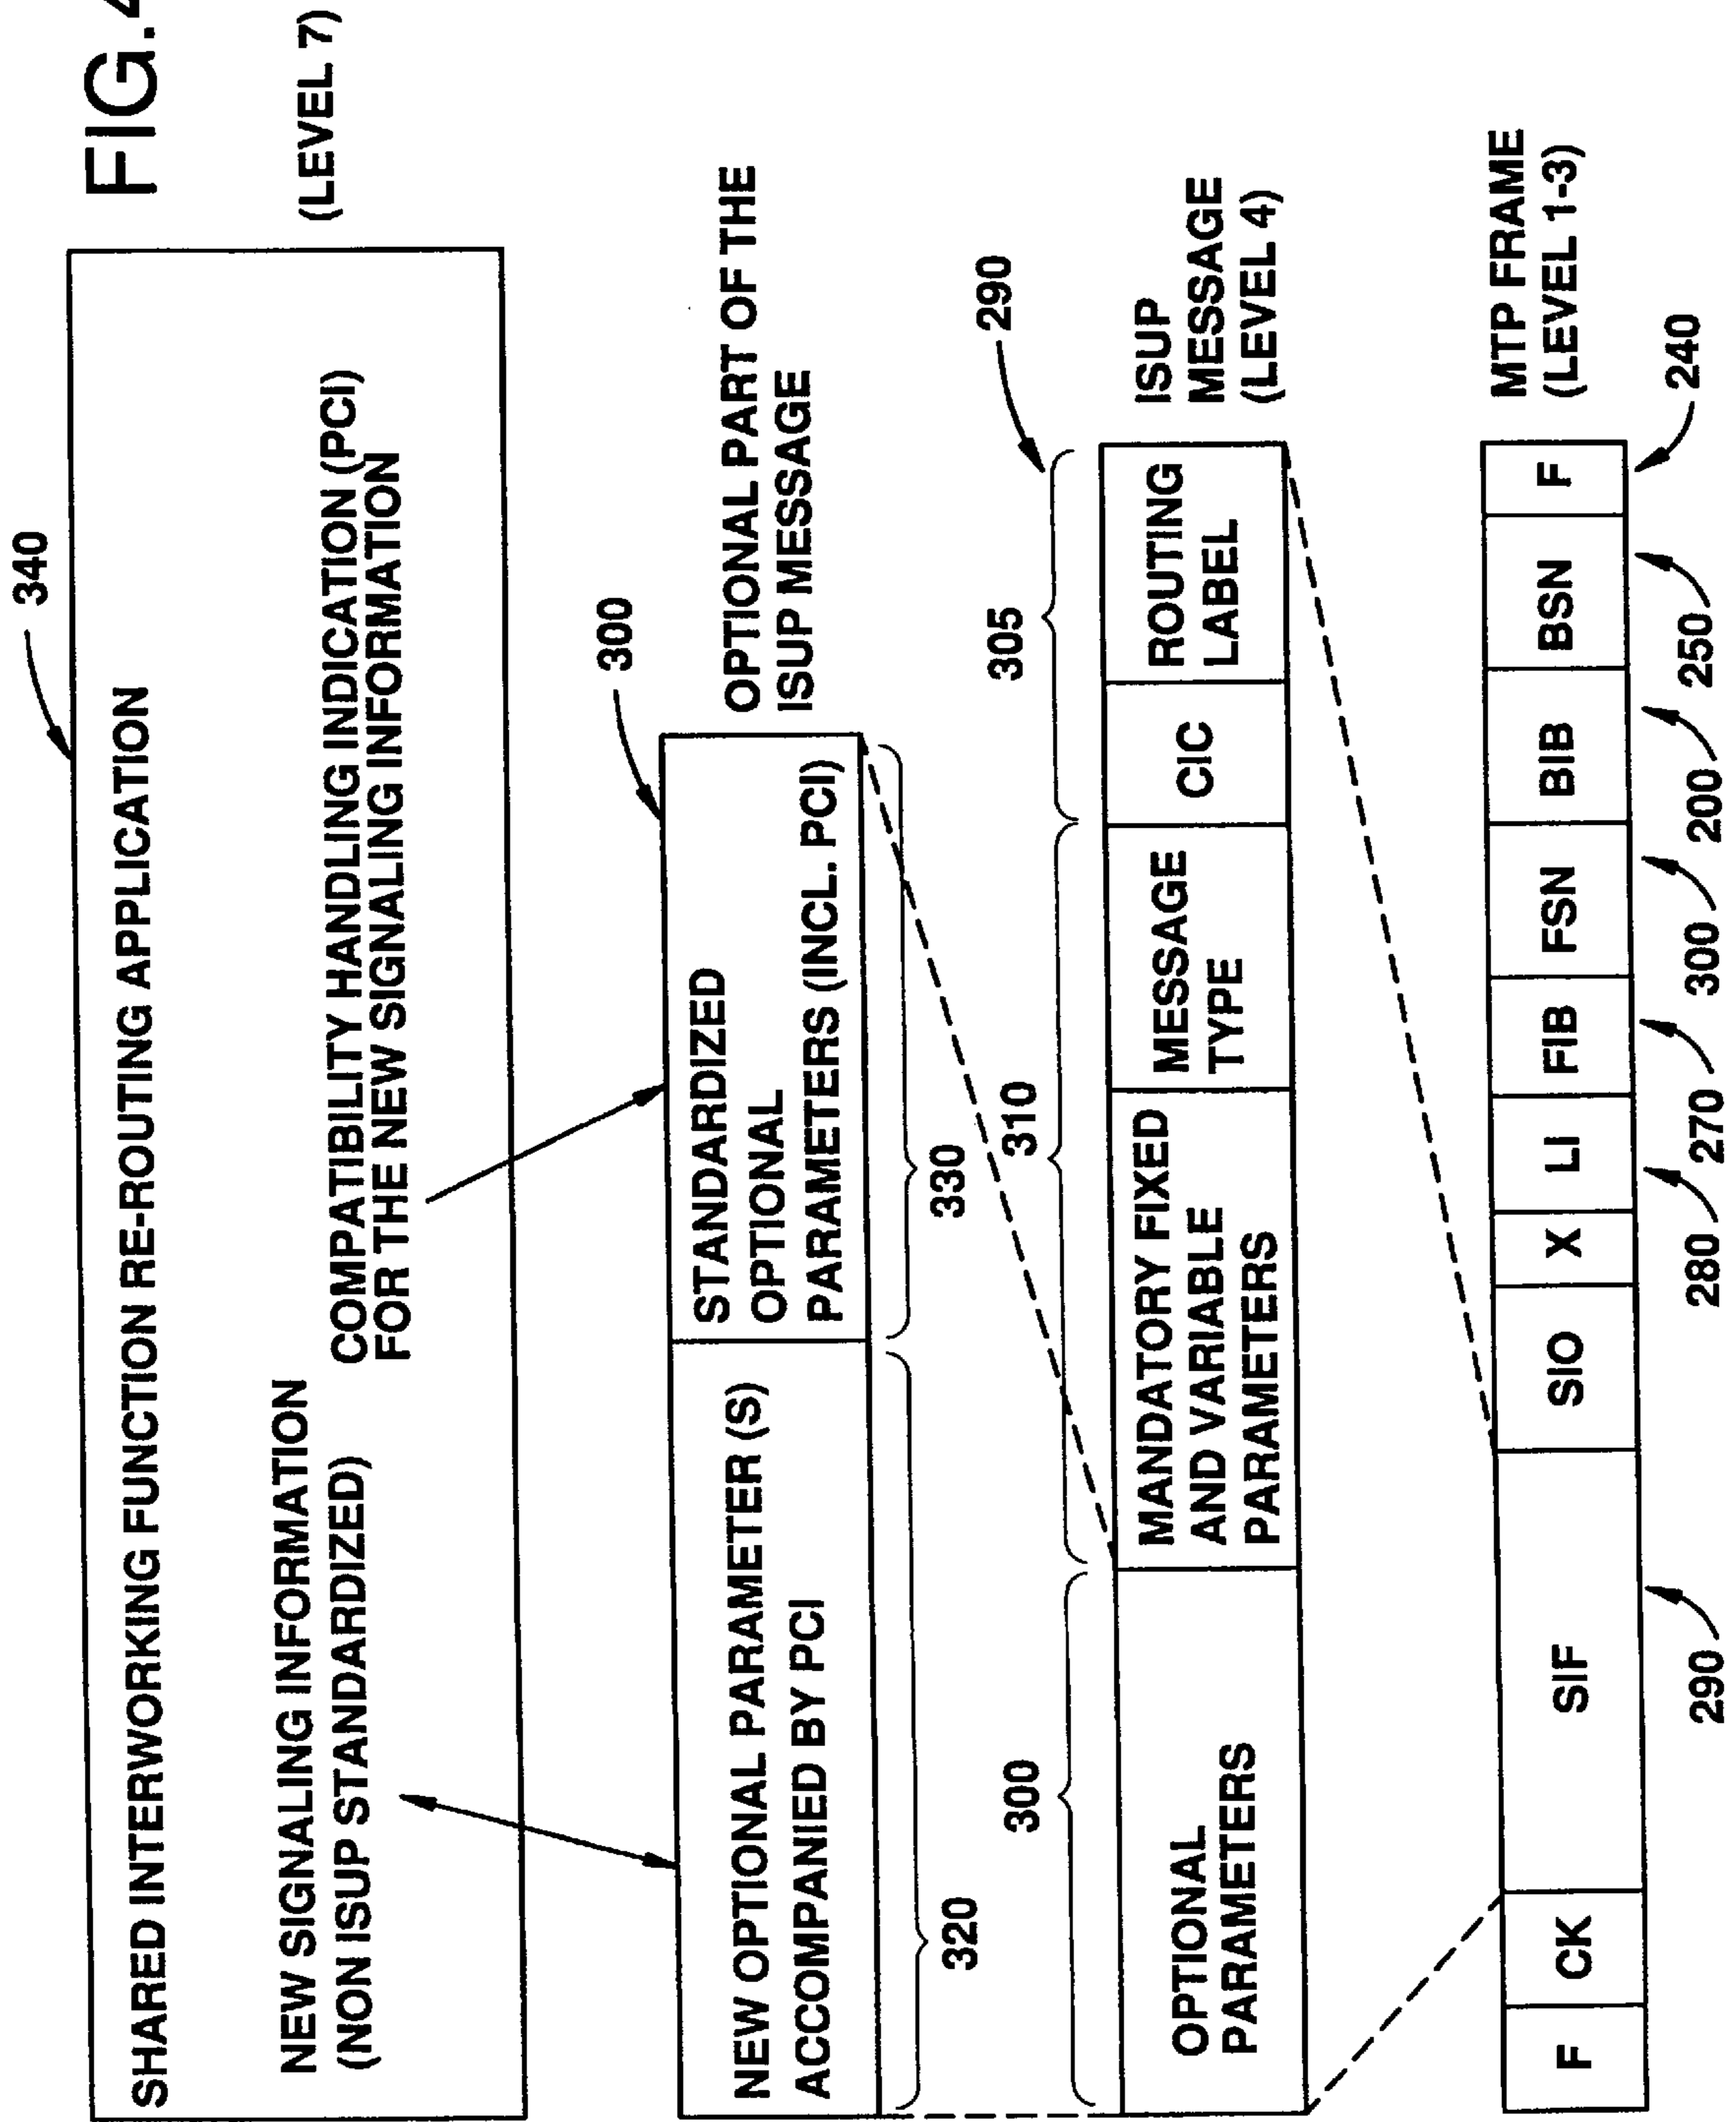 FIG.4
340
(LEVEL 7)
SHARED INTERWORKING FUNCTION RE-ROUTING APPLICATION
NEW SIGNALING INFORMATION
(NON ISUP STANDARDIZED)
COMPATIBILITY HANDLING INDICATION (PCI)
FOR THE NEW SIGNALING INFORMATION
300
OPTIONAL PART OF THE
ISUP MESSAGE
NEW OPTIONAL PARAMETER (S)
ACCOMPANIED BY PCI
STANDARDIZED
OPTIONAL
PARAMETERS (INCL. PCI)
320
330
290
300
310
305
ISUP
MESSAGE
(LEVEL 4)
OPTIONAL
PARAMETERS
MANDATORY FIXED
AND VARIABLE
PARAMETERS
MESSAGE
TYPE
CIC
ROUTING
LABEL
MTP FRAME
(LEVEL 1-3)
F
CK
SIF
SIO
X
LI
FIB
FSN
BIB
BSN
F
240
290
280
270
300
200
250